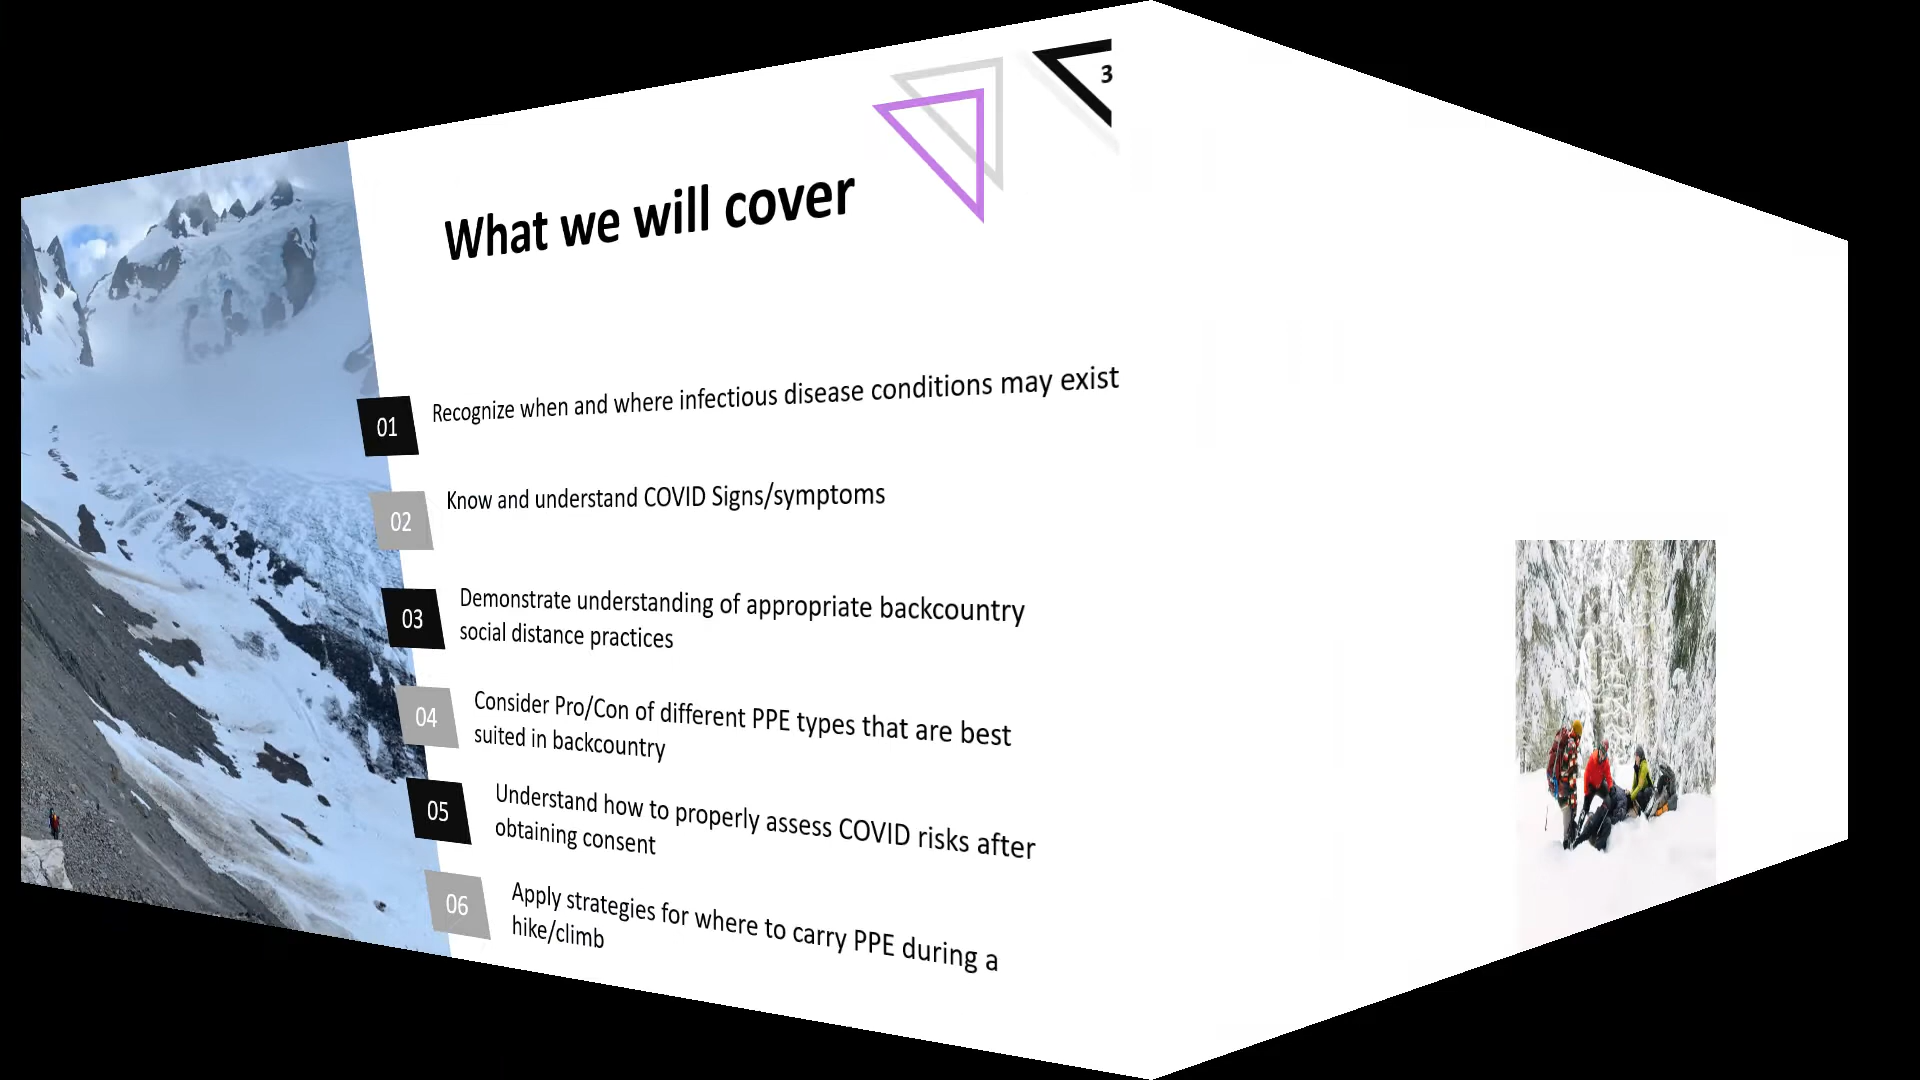 3
What we will cover
01
Recognize when and where infectious disease conditions may exist
02
Know and understand COVID Signs/symptoms
03
Demonstrate understanding of appropriate backcountry
social distance practices
04
Consider Pro/Con of different PPE types that are best
suited in backcountry
05
Understand how to properly assess COVID risks after
obtaining consent
06
Apply strategies for where to carry PPE during a
hike/climb